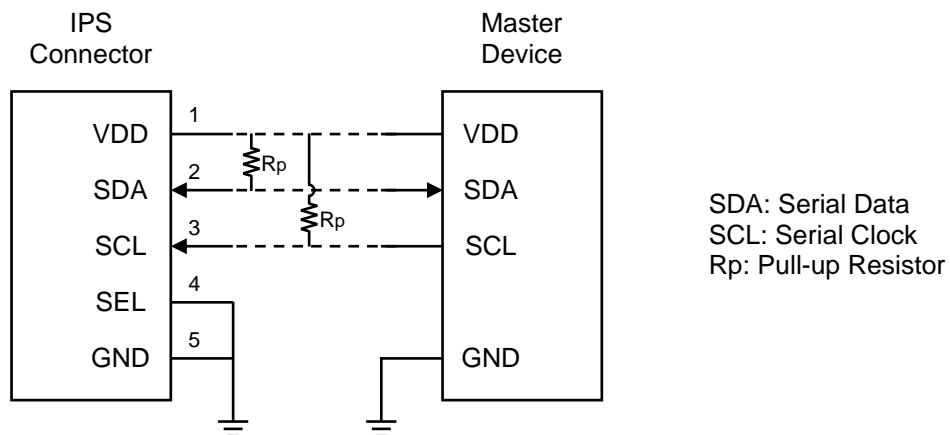 IPS
Connector
Master
Device
1
VDD
VDD
Rp
2
SDA
SDA
Rp
3
SCL
SCL
4
SEL
5
GND
GND
SDA: Serial Data
SCL: Serial Clock
Rp: Pull-up Resistor